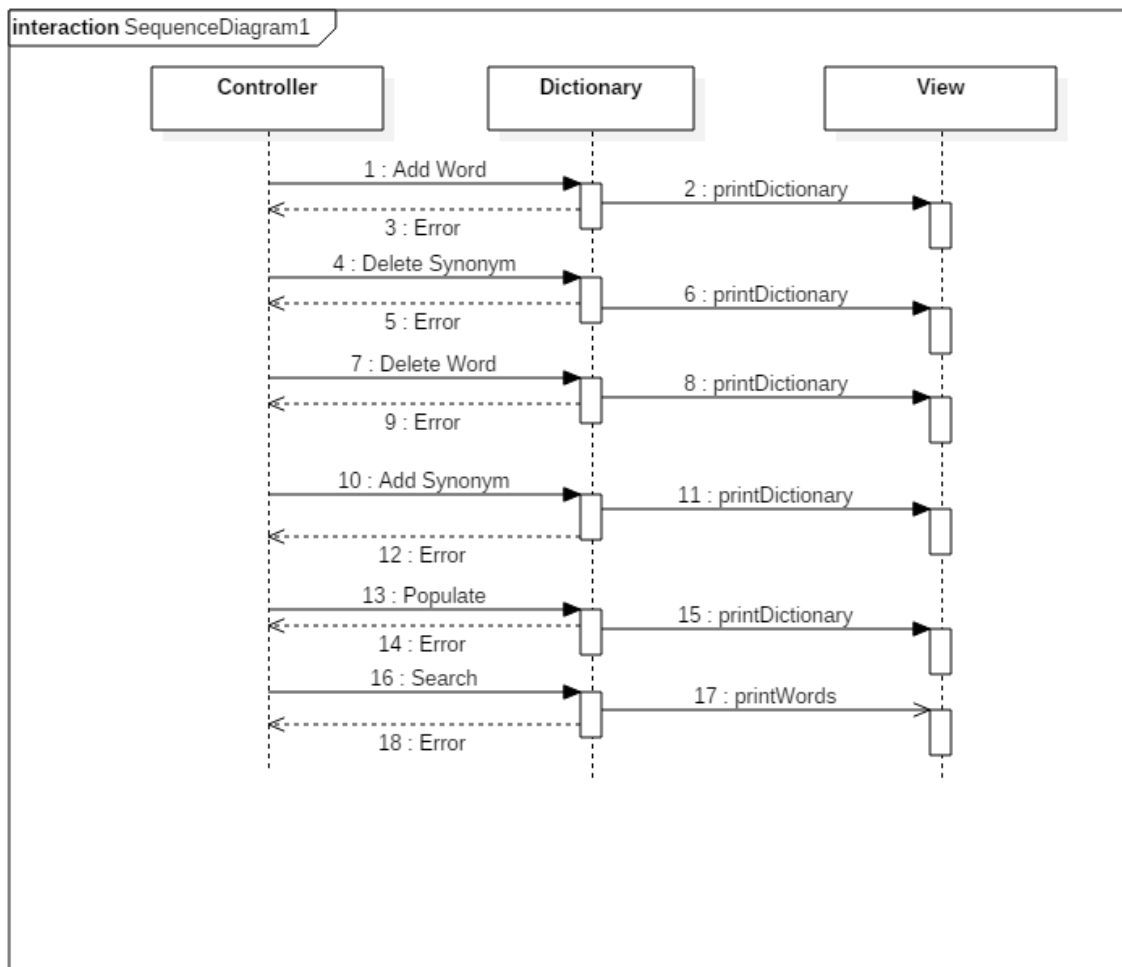 interaction SequenceDiagram1
Controller
Dictionary
View
1 : Add Word
2 : printDictionary
3 : Error
4 : Delete Synonym
6 : printDictionary
5 : Error
7 : Delete Word
8 : printDictionary
9 : Error
10 : Add Synonym
11 : printDictionary
12 : Error
13 : Populate
15 : printDictionary
14 : Error
16 : Search
17 : printWords
18 : Error